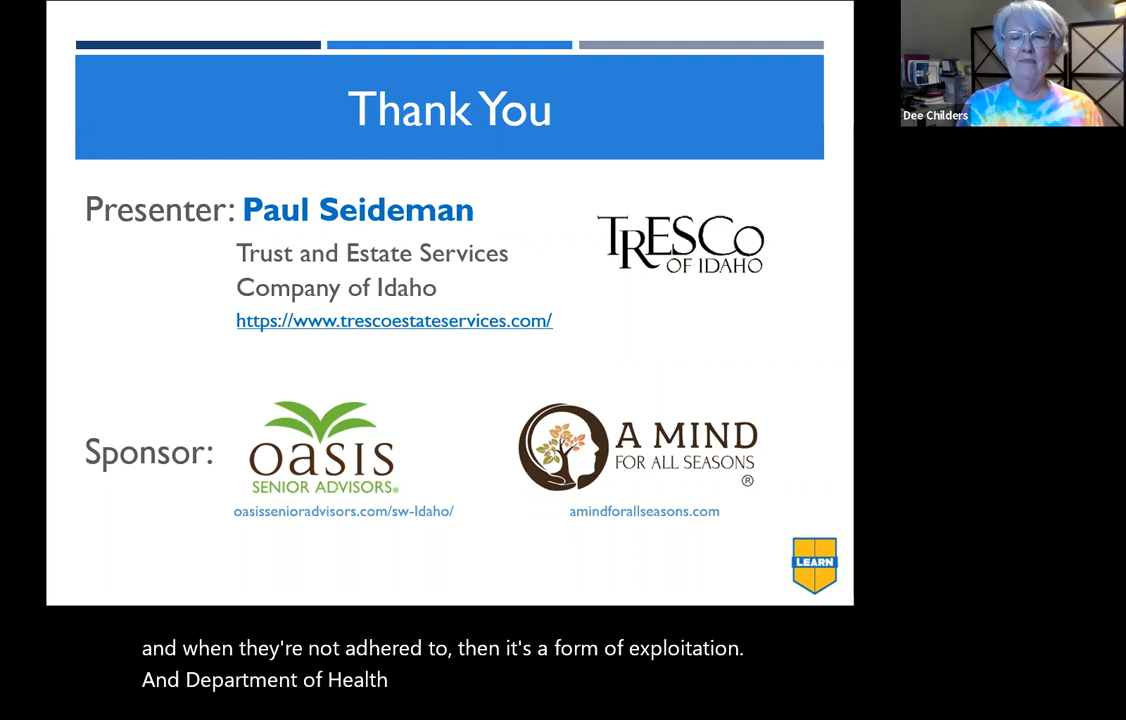 Thank You
Dee Childers
Presenter: Paul Seideman
Trust and Estate Services
Company of Idaho
https://www.trescoestateservices.com/
TRESCO
OF IDAHO
Sponsor:
oasis
SENIOR ADVISORS®
oasissenioradvisors.com/sw-Idaho/
A MIND
FOR ALL SEASONS
®
amindforallseasons.com
LEARN
and when they're not adhered to, then it's a form of exploitation.
And Department of Health